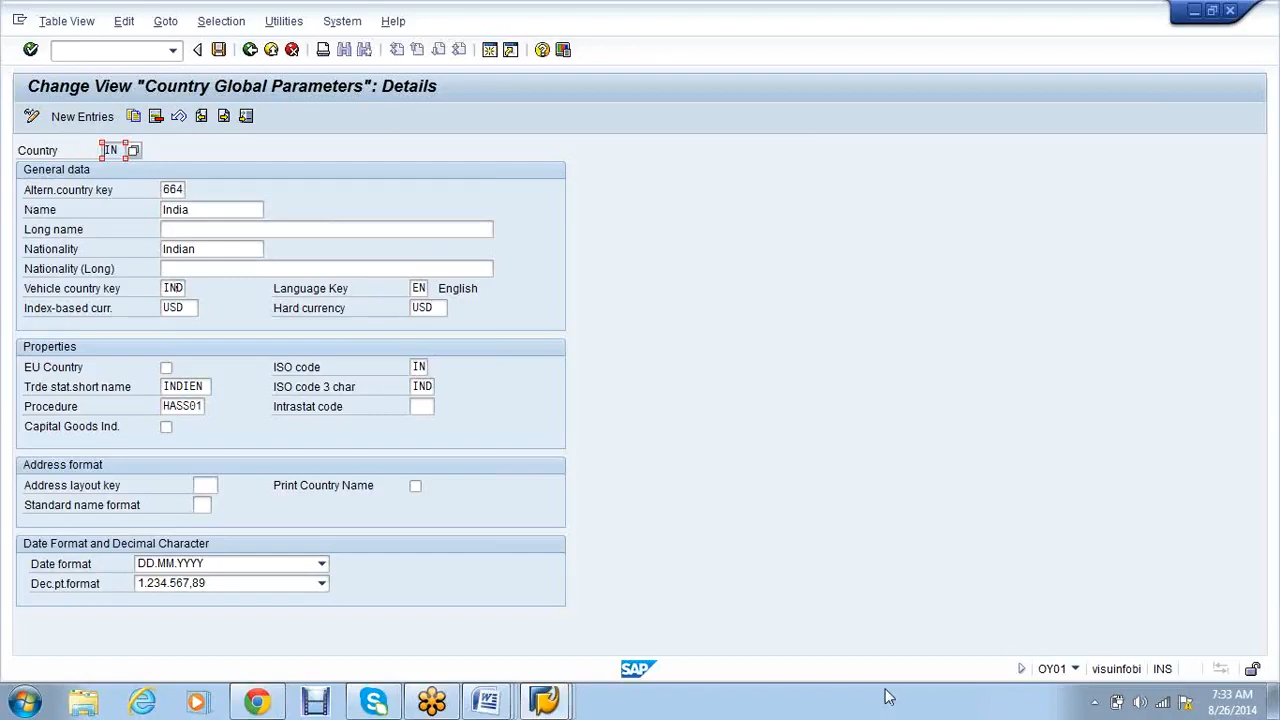 Table View Edit Goto Selection Utilities System Help
Change View "Country Global Parameters": Details
New Entries
Country IN
General data
Altern.country key 664
Name India
Long name
Nationality Indian
Nationality (Long)
Vehicle country key IND Language Key EN English
Index-based curr. USD Hard currency USD
Properties
EU Country ISO code IN
Trde stat.short name INDIEN ISO code 3 char IND
Procedure HASS01 Intrastat code
Capital Goods Ind.
Address format
Address layout key Print Country Name
Standard name format
Date Format and Decimal Character
Date format DD.MM.YYYY
Dec.pt.format 1.234.567,89
SAP OY01 visuinfobi INS
7:33 AM
8/26/2014